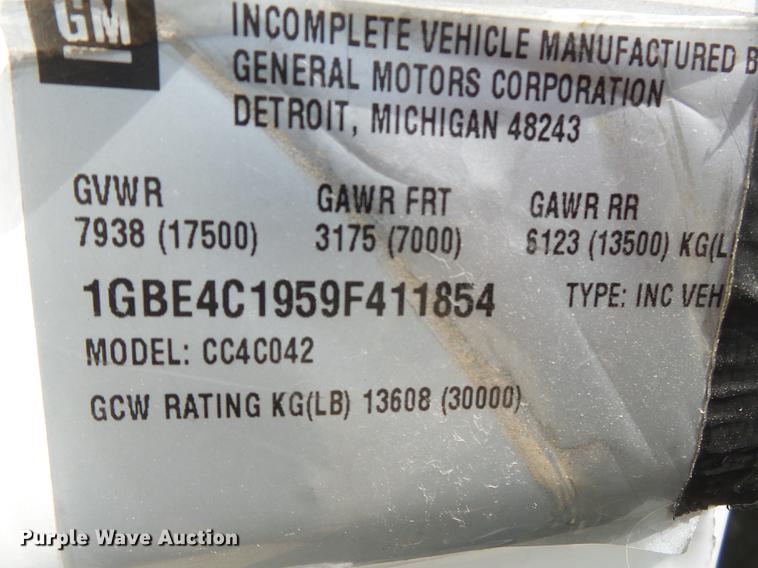 GM
INCOMPLETE VEHICLE MANUFACTURED B
GENERAL MOTORS CORPORATION
DETROIT, MICHIGAN 48243
GVWR GAWR FRT GAWR RR
7938 (17500) 3175 (7000) 6123 (13500) KG(L
1GBE4C1959F411854 TYPE: INC VEH
MODEL: CC4C042
GCW RATING KG(LB) 13608 (30000)
Purple Wave Auction